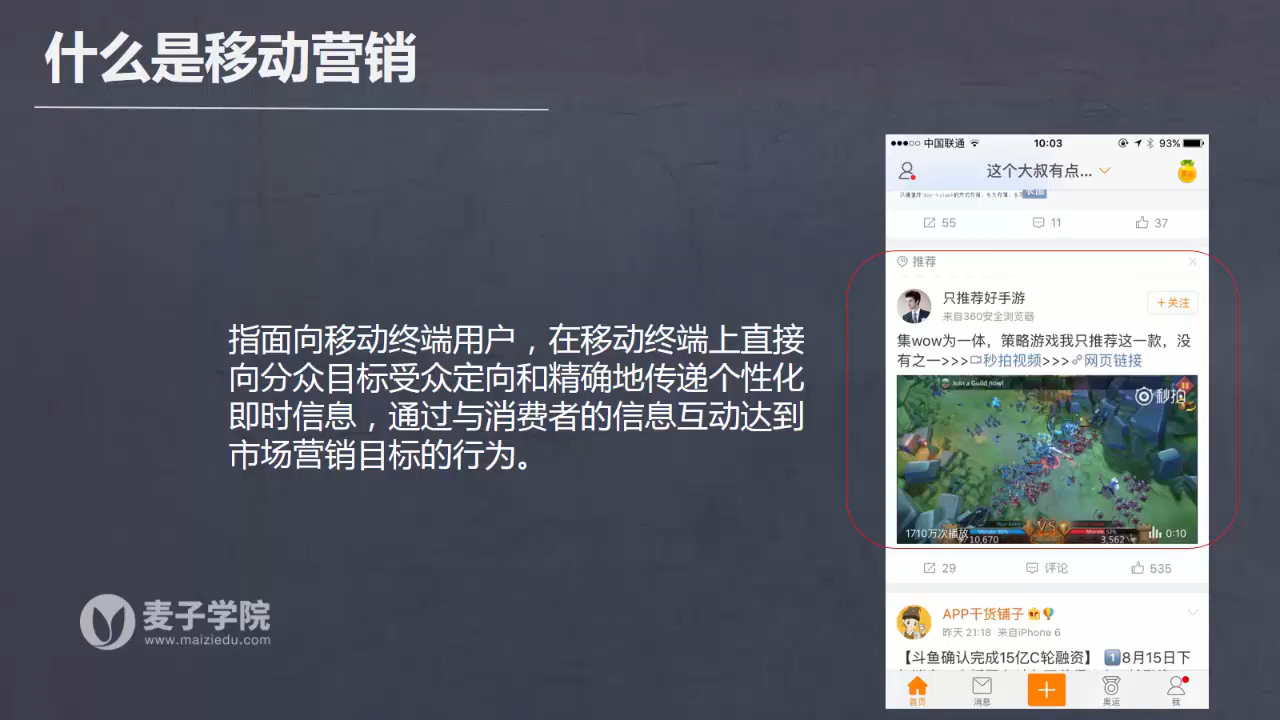 什么是移动营销
指面向移动终端用户，在移动终端上直接
向分众目标受众定向和精确地传递个性化
即时信息，通过与消费者的信息互动达到
市场营销目标的行为。
麦子学院
www.maiziedu.com
中国联通 10:03 93%
这个大叔有点...
55 11 37
推荐
只推荐好手游
+关注
来自360安全浏览器
集wow为一体，策略游戏我只推荐这一款，没
有之一>>>秒拍视频>>>网页链接
Join a Guild now!
秒拍
VS
1710万次播放 10,670 3,562 0:10
29 评论 535
APP干货铺子
昨天 21:18 来自iPhone 6
【斗鱼确认完成15亿C轮融资】 1 8月15日下
首页 消息 奥运 我